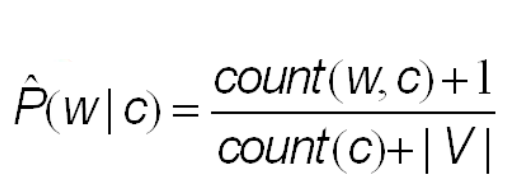 P̂(w | c) = count(w, c)+1 / count(c)+| V |